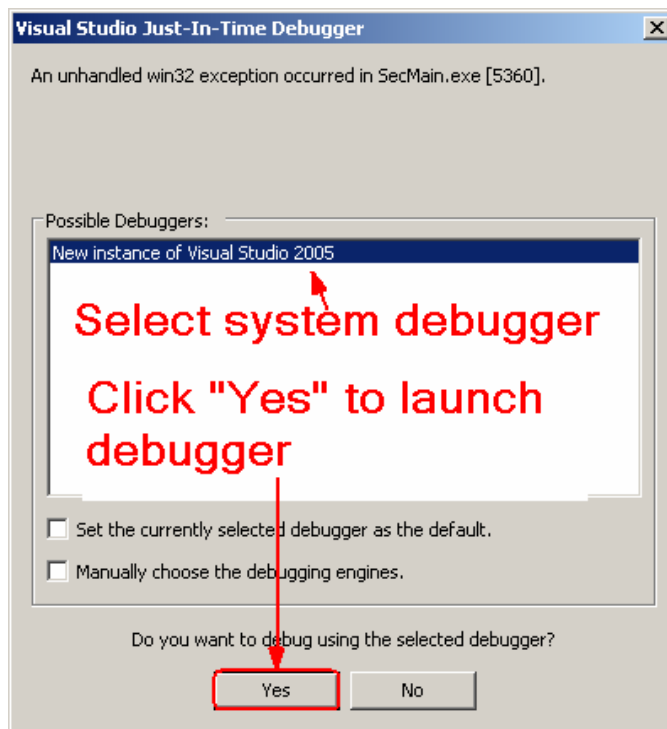 Visual Studio Just-In-Time Debugger
An unhandled win32 exception occurred in SecMain.exe [5360].
Possible Debuggers:
New instance of Visual Studio 2005
Select system debugger
Click "Yes" to launch
debugger
Set the currently selected debugger as the default.
Manually choose the debugging engines.
Do you want to debug using the selected debugger?
Yes
No